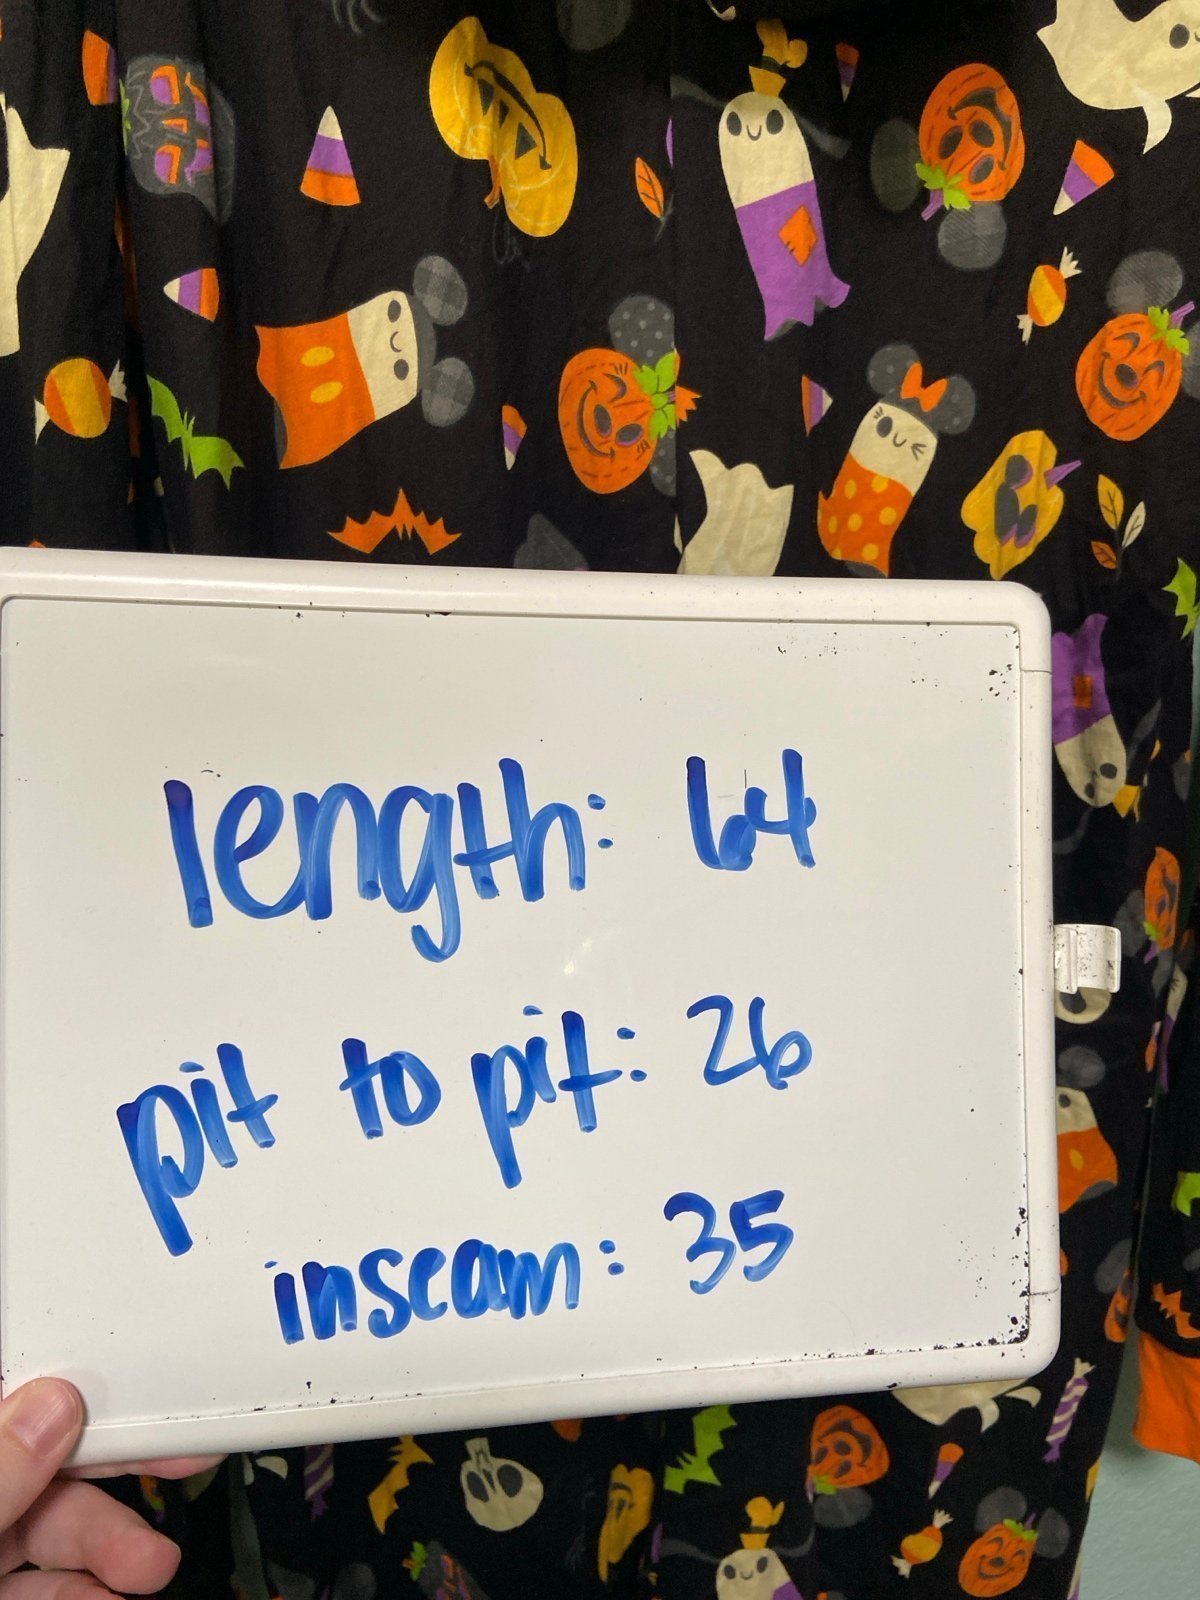 length: 64
pit to pit: 26
inseam: 35